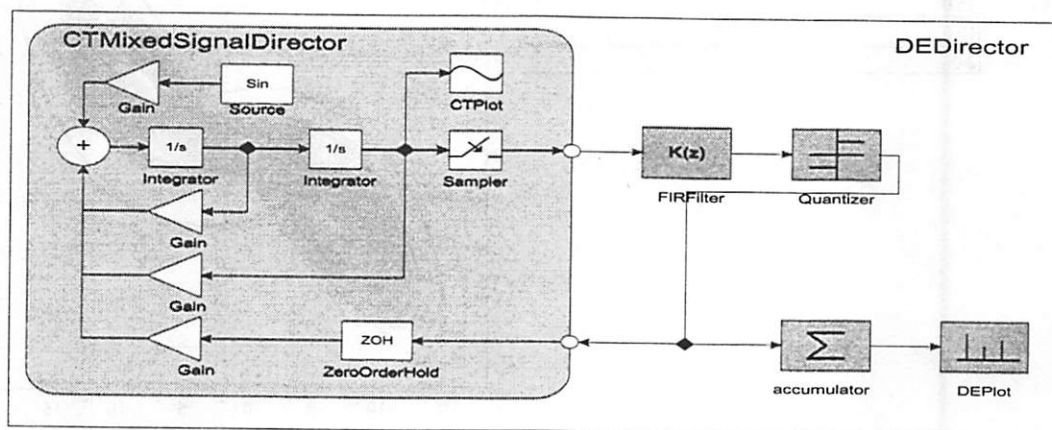 CTMixedSignalDirector
DEDirector
Sin
Gain
Source
CTPlot
+
1/s
1/s
K(z)
Integrator
Integrator
Sampler
FIRFilter
Quantizer
Gain
Gain
ZOH
Σ
Gain
ZeroOrderHold
accumulator
DEPlot